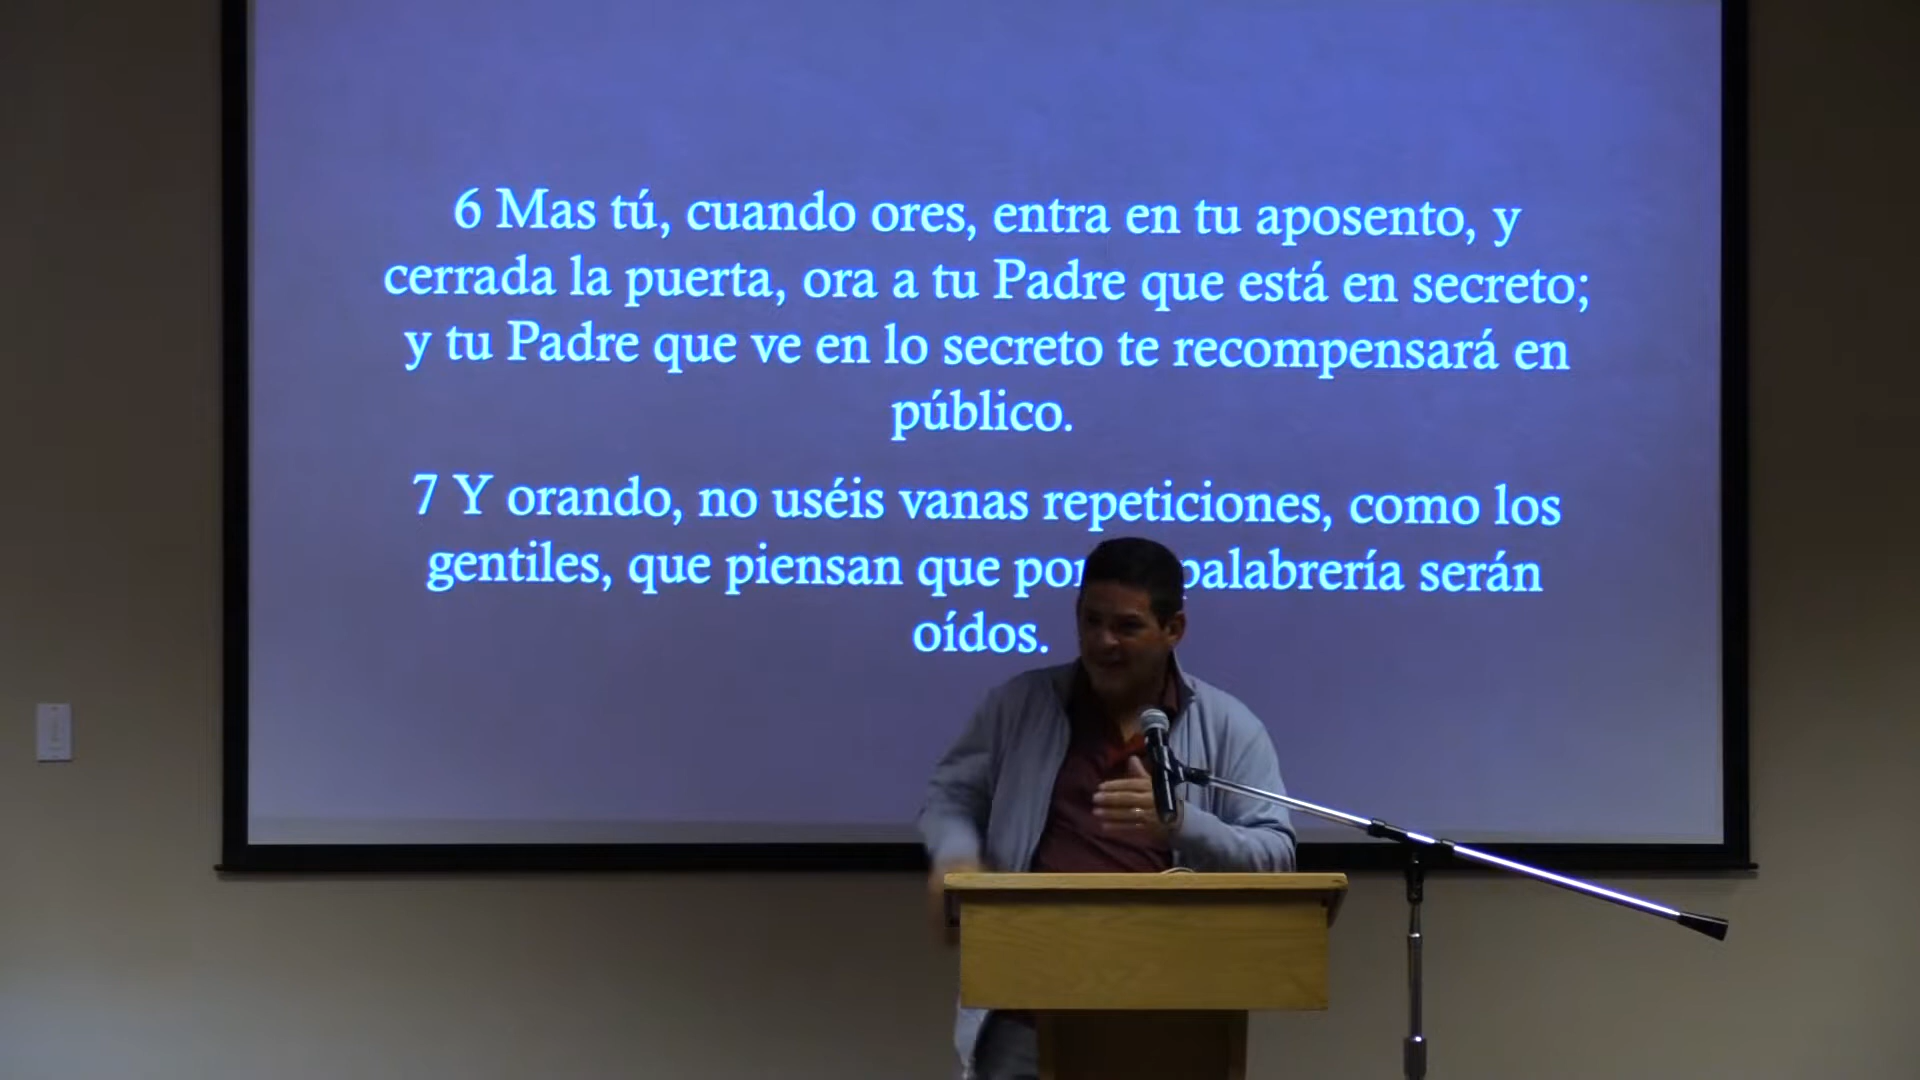 6 Mas tú, cuando ores, entra en tu aposento, y
cerrada la puerta, ora a tu Padre que está en secreto;
y tu Padre que ve en lo secreto te recompensará en
público.
7 Y orando, no uséis vanas repeticiones, como los
gentiles, que piensan que por palabrería serán
oídos.